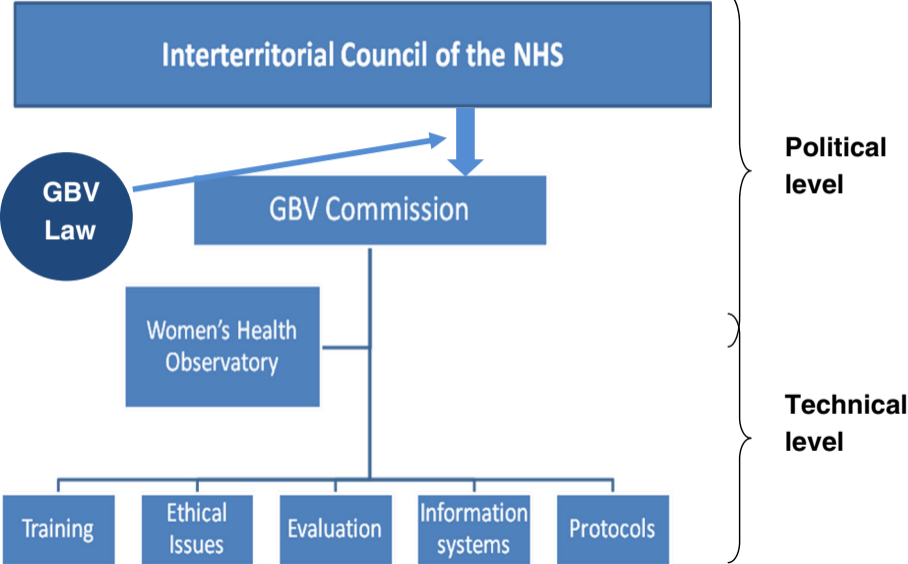 Interterritorial Council of the NHS
Political
level
GBV
Law
GBV Commission
Women’s Health
Observatory
Technical
level
Training
Ethical
Issues
Evaluation
Information
systems
Protocols